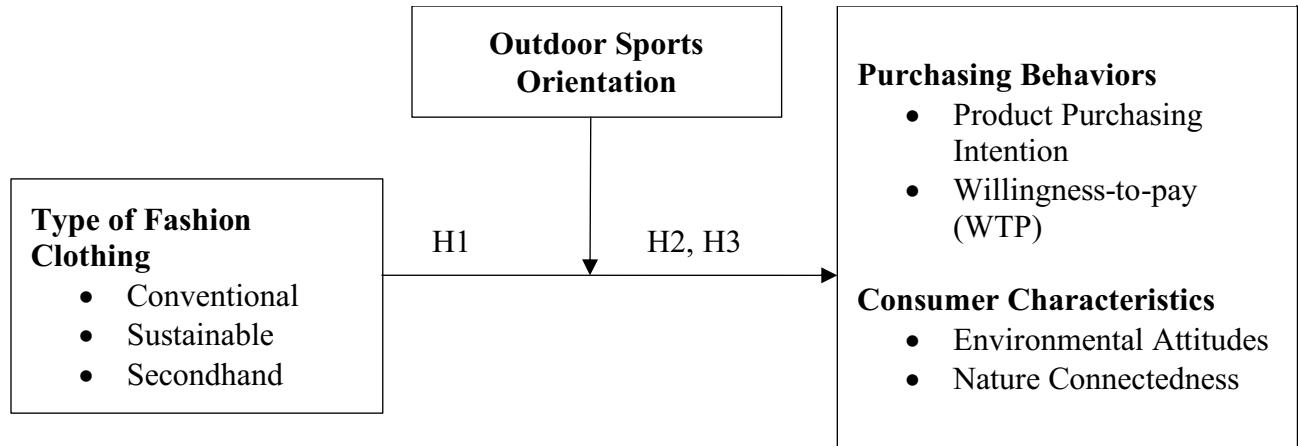 Outdoor Sports
Orientation
Type of Fashion
Clothing
• Conventional
• Sustainable
• Secondhand
H1
H2, H3
Purchasing Behaviors
• Product Purchasing
Intention
• Willingness-to-pay
(WTP)
Consumer Characteristics
• Environmental Attitudes
• Nature Connectedness